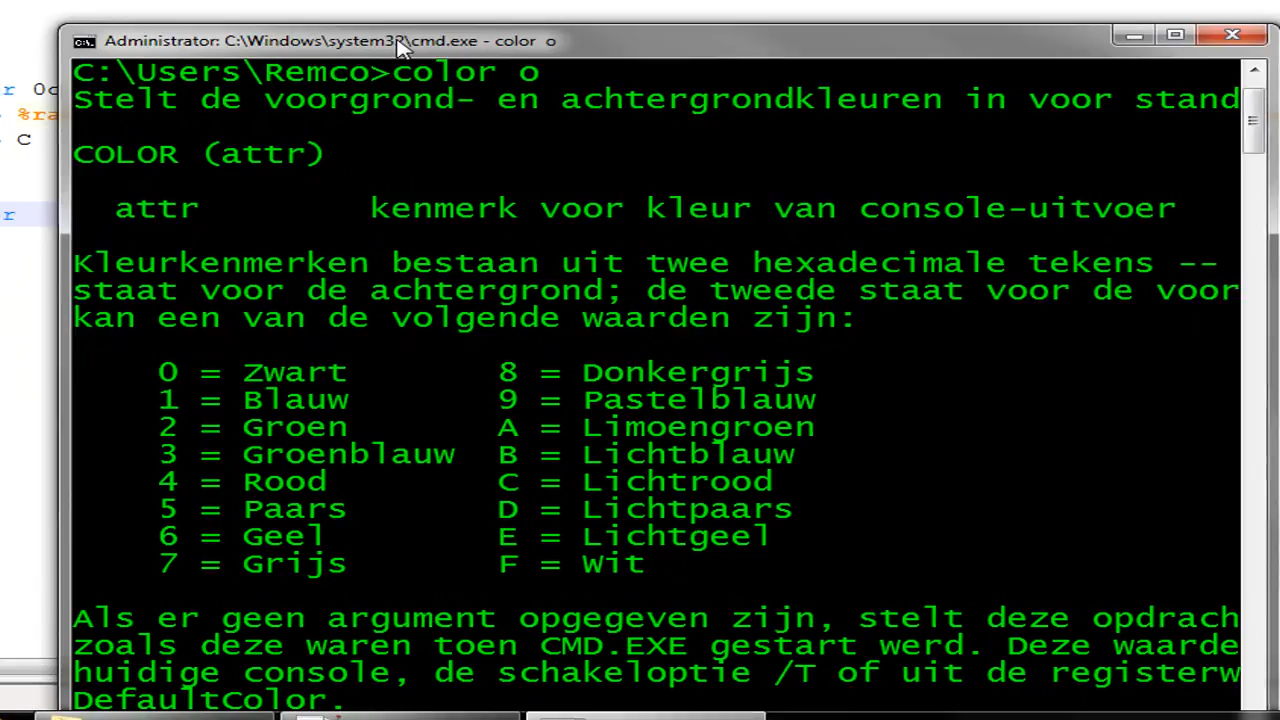 Administrator: C:\Windows\system32\cmd.exe - color  o
C:\Users\Remco>color o
Stelt de voorgrond- en achtergrondkleuren in voor stand
COLOR (attr)
attr kenmerk voor kleur van console-uitvoer
Kleurkenmerken bestaan uit twee hexadecimale tekens --
staat voor de achtergrond; de tweede staat voor de voor
kan een van de volgende waarden zijn:
0 = Zwart 8 = Donkergrijs
1 = Blauw 9 = Pastelblauw
2 = Groen A = Limoengroen
3 = Groenblauw B = Lichtblauw
4 = Rood C = Lichtrood
5 = Paars D = Lichtpaars
6 = Geel E = Lichtgeel
7 = Grijs F = Wit
Als er geen argument opgegeven zijn, stelt deze opdrach
zoals deze waren toen CMD.EXE gestart werd. Deze waarde
huidige console, de schakeloptie /T of uit de registerw
DefaultColor.
r 0c
%ra
C
r